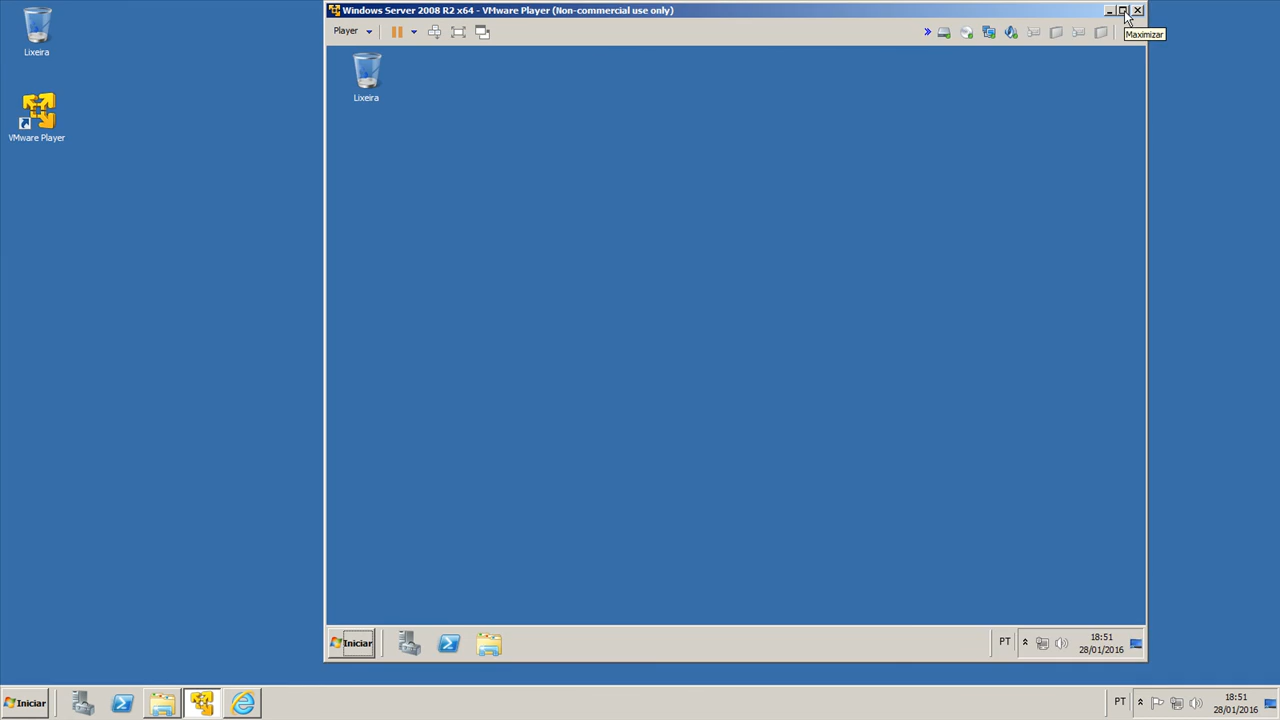 Windows Server 2008 R2 x64 - VMware Player (Non-commercial use only)
Lixeira
Player
Maximizar
Lixeira
VMware Player
Iniciar
PT
18:51
28/01/2016
Iniciar
PT
18:51
28/01/2016